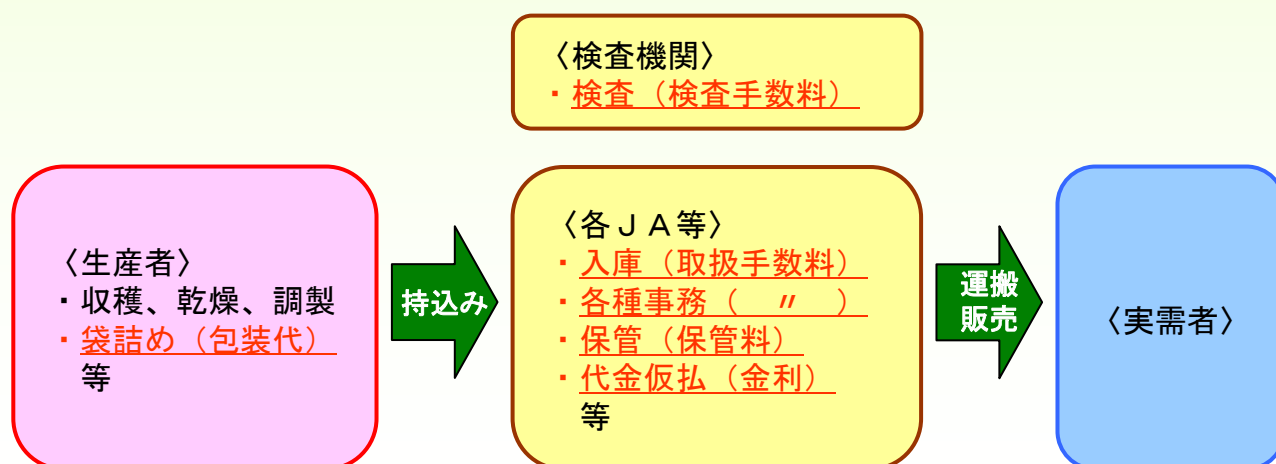 〈検査機関〉
・検査（検査手数料）
〈生産者〉
・収穫、乾燥、調製
・袋詰め（包装代）
等
持込み
〈各ＪＡ等〉
・入庫（取扱手数料）
・各種事務（　〃　）
・保管（保管料）
・代金仮払（金利）
等
運搬
販売
〈実需者〉